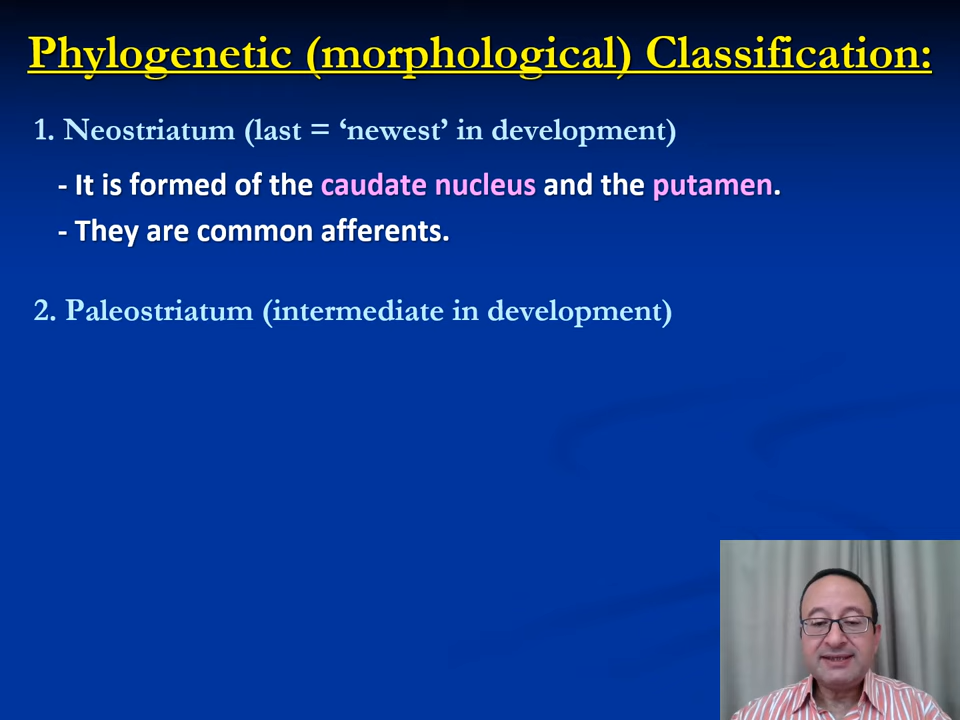 Phylogenetic (morphological) Classification:
1. Neostriatum (last = ‘newest’ in development)
- It is formed of the caudate nucleus and the putamen.
- They are common afferents.
2. Paleostriatum (intermediate in development)